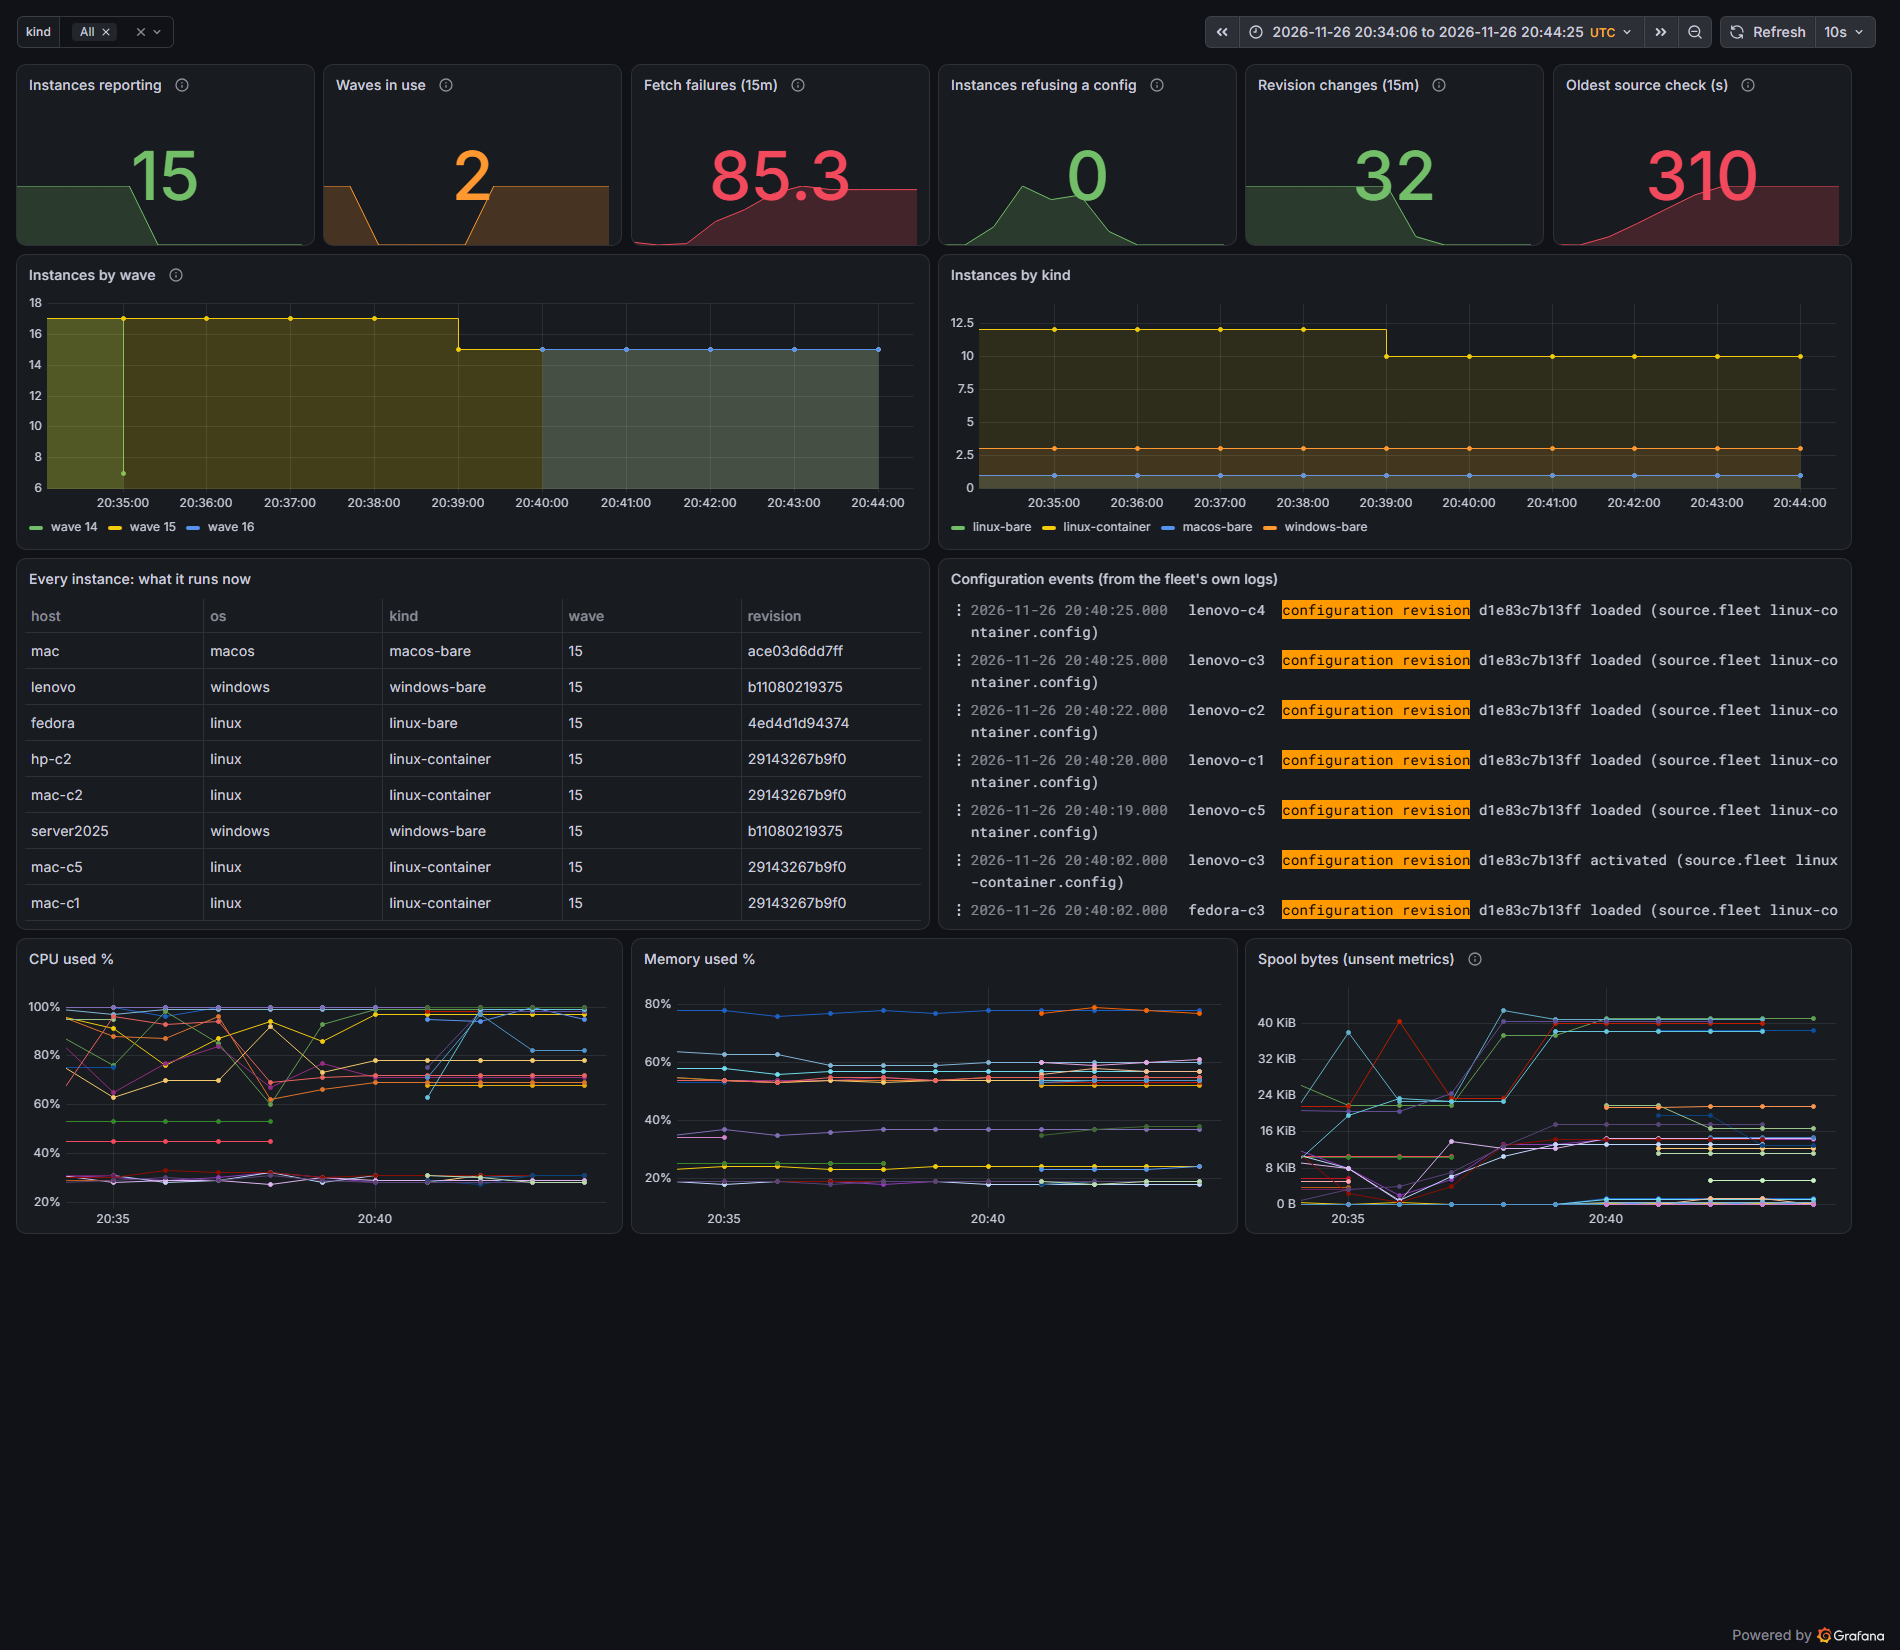 kind All
2026-11-26 20:34:06 to 2026-11-26 20:44:25 UTC
Refresh 10s
Instances reporting
15
Waves in use
2
Fetch failures (15m)
85.3
Instances refusing a config
0
Revision changes (15m)
32
Oldest source check (s)
310
Instances by wave
18
16
14
12
10
8
6
20:35:00 20:36:00 20:37:00 20:38:00 20:39:00 20:40:00 20:41:00 20:42:00 20:43:00 20:44:00
wave 14 wave 15 wave 16
Instances by kind
12.5
10
7.5
5
2.5
0
20:35:00 20:36:00 20:37:00 20:38:00 20:39:00 20:40:00 20:41:00 20:42:00 20:43:00 20:44:00
linux-bare linux-container macos-bare windows-bare
Every instance: what it runs now
host os kind wave revision
mac macos macos-bare 15 ace03d6dd7ff
lenovo windows windows-bare 15 b11080219375
fedora linux linux-bare 15 4ed4d1d94374
hp-c2 linux linux-container 15 29143267b9f0
mac-c2 linux linux-container 15 29143267b9f0
server2025 windows windows-bare 15 b11080219375
mac-c5 linux linux-container 15 29143267b9f0
mac-c1 linux linux-container 15 29143267b9f0
Configuration events (from the fleet's own logs)
2026-11-26 20:40:25.000 lenovo-c4 configuration revision d1e83c7b13ff loaded (source.fleet linux-co
ntainer.config)
2026-11-26 20:40:25.000 lenovo-c3 configuration revision d1e83c7b13ff loaded (source.fleet linux-co
ntainer.config)
2026-11-26 20:40:22.000 lenovo-c2 configuration revision d1e83c7b13ff loaded (source.fleet linux-co
ntainer.config)
2026-11-26 20:40:20.000 lenovo-c1 configuration revision d1e83c7b13ff loaded (source.fleet linux-co
ntainer.config)
2026-11-26 20:40:19.000 lenovo-c5 configuration revision d1e83c7b13ff loaded (source.fleet linux-co
ntainer.config)
2026-11-26 20:40:02.000 lenovo-c3 configuration revision d1e83c7b13ff activated (source.fleet linux
-container.config)
2026-11-26 20:40:02.000 fedora-c3 configuration revision d1e83c7b13ff loaded (source.fleet linux-co
CPU used %
100%
80%
60%
40%
20%
20:35 20:40
Memory used %
80%
60%
40%
20%
20:35 20:40
Spool bytes (unsent metrics)
40 KiB
32 KiB
24 KiB
16 KiB
8 KiB
0 B
20:35 20:40
Powered by Grafana